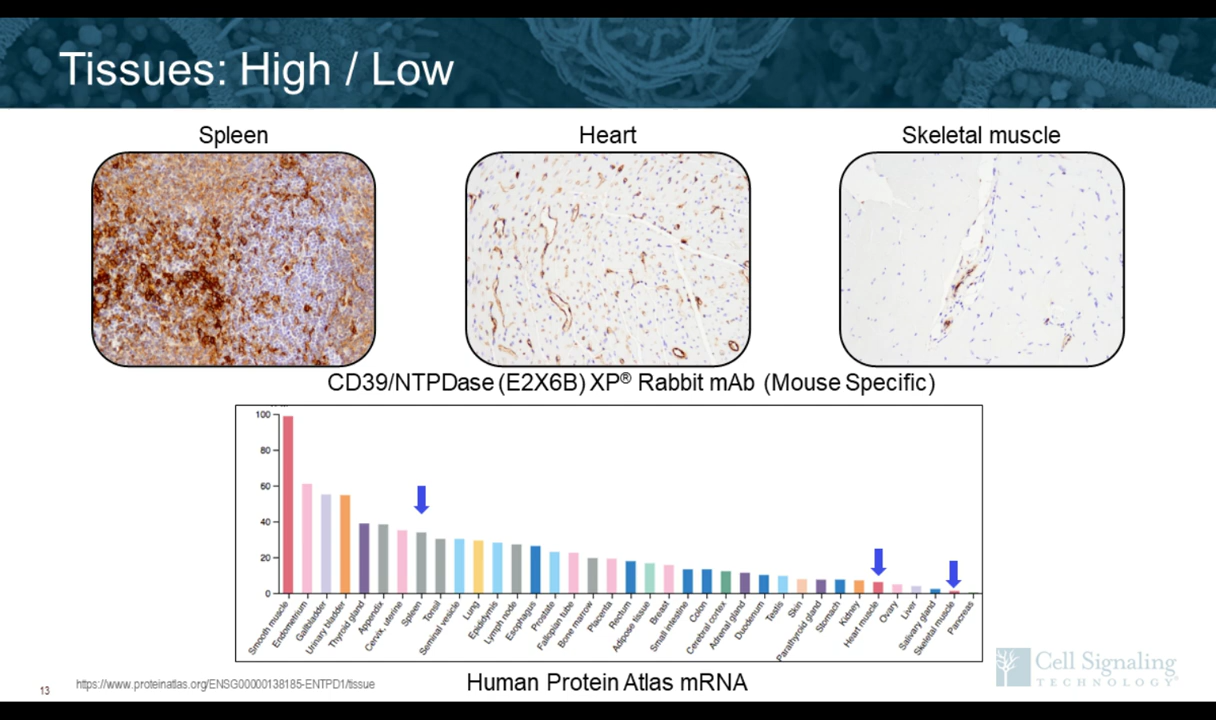 Tissues: High / Low
Spleen
Heart
Skeletal muscle
CD39/NTPDase (E2X6B) XP® Rabbit mAb (Mouse Specific)
100
80
60
40
20
0
Smooth muscle
Endometrium
Gallbladder
Urinary bladder
Thyroid gland
Appendix
Cervix, uterine
Spleen
Tonsil
Seminal vesicle
Lung
Epididymis
Lymph node
Esophagus
Prostate
Fallopian tube
Bone marrow
Placenta
Rectum
Adipose tissue
Breast
Small intestine
Colon
Cerebral cortex
Adrenal gland
Duodenum
Testis
Skin
Parathyroid gland
Stomach
Kidney
Heart muscle
Ovary
Liver
Salivary gland
Skeletal muscle
Pancreas
Human Protein Atlas mRNA
13
https://www.proteinatlas.org/ENSG00000138185-ENTPD1/tissue
Cell Signaling
TECHNOLOGY®